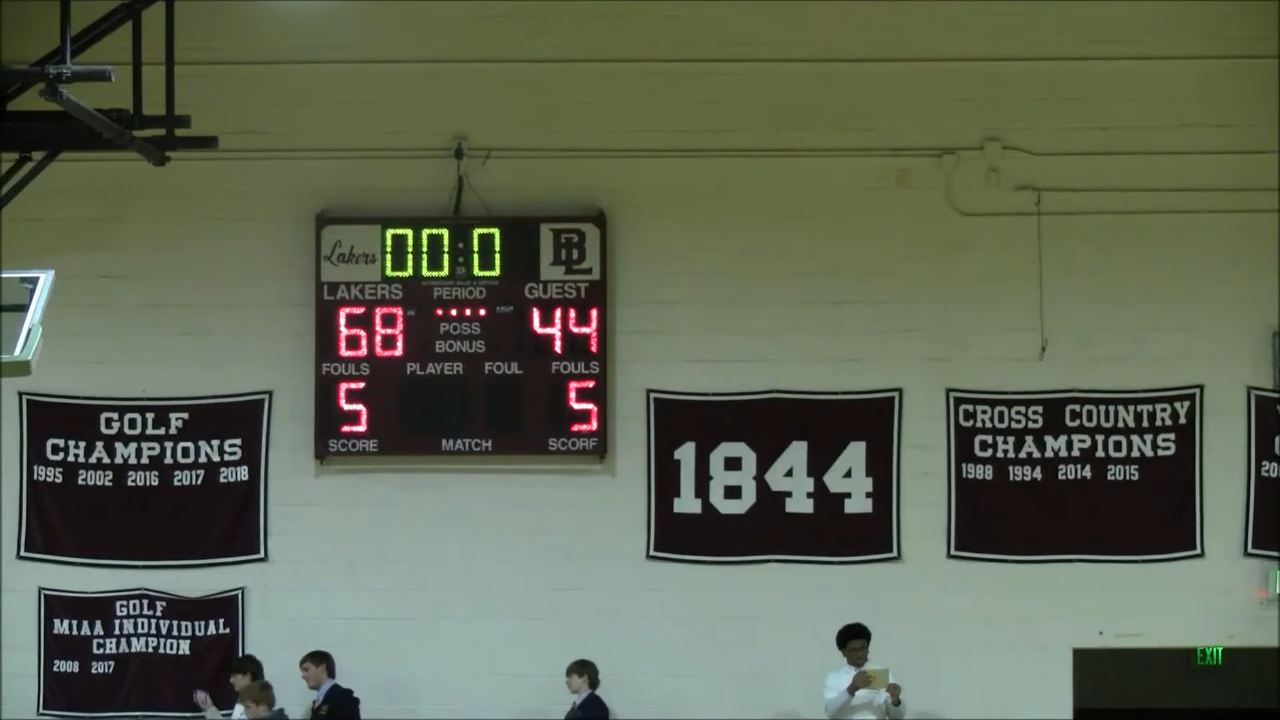 Lakers
00:0
BL
LAKERS PERIOD GUEST
68 44
POSS
BONUS
FOULS PLAYER FOUL FOULS
5 5
SCORE MATCH SCORE
GOLF
CHAMPIONS
1995 2002 2016 2017 2018
1844
CROSS COUNTRY
CHAMPIONS
1988 1994 2014 2015
20
GOLF
MIAA INDIVIDUAL
CHAMPION
2008 2017
EXIT